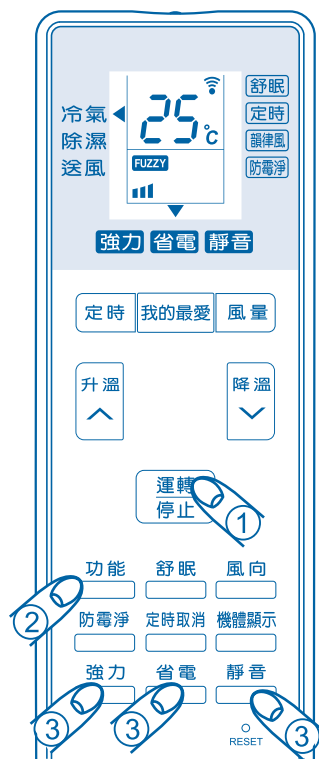 舒眠
冷氣
25℃
定時
除濕
韻律風
送風
FUZZY
防霉淨
強力 省電 靜音
定時 我的最愛 風量
升溫 降溫
運轉
停止
①
功能 舒眠 風向
②
防霉淨 定時取消 機體顯示
強力 省電 靜音
③ ③ ③
RESET